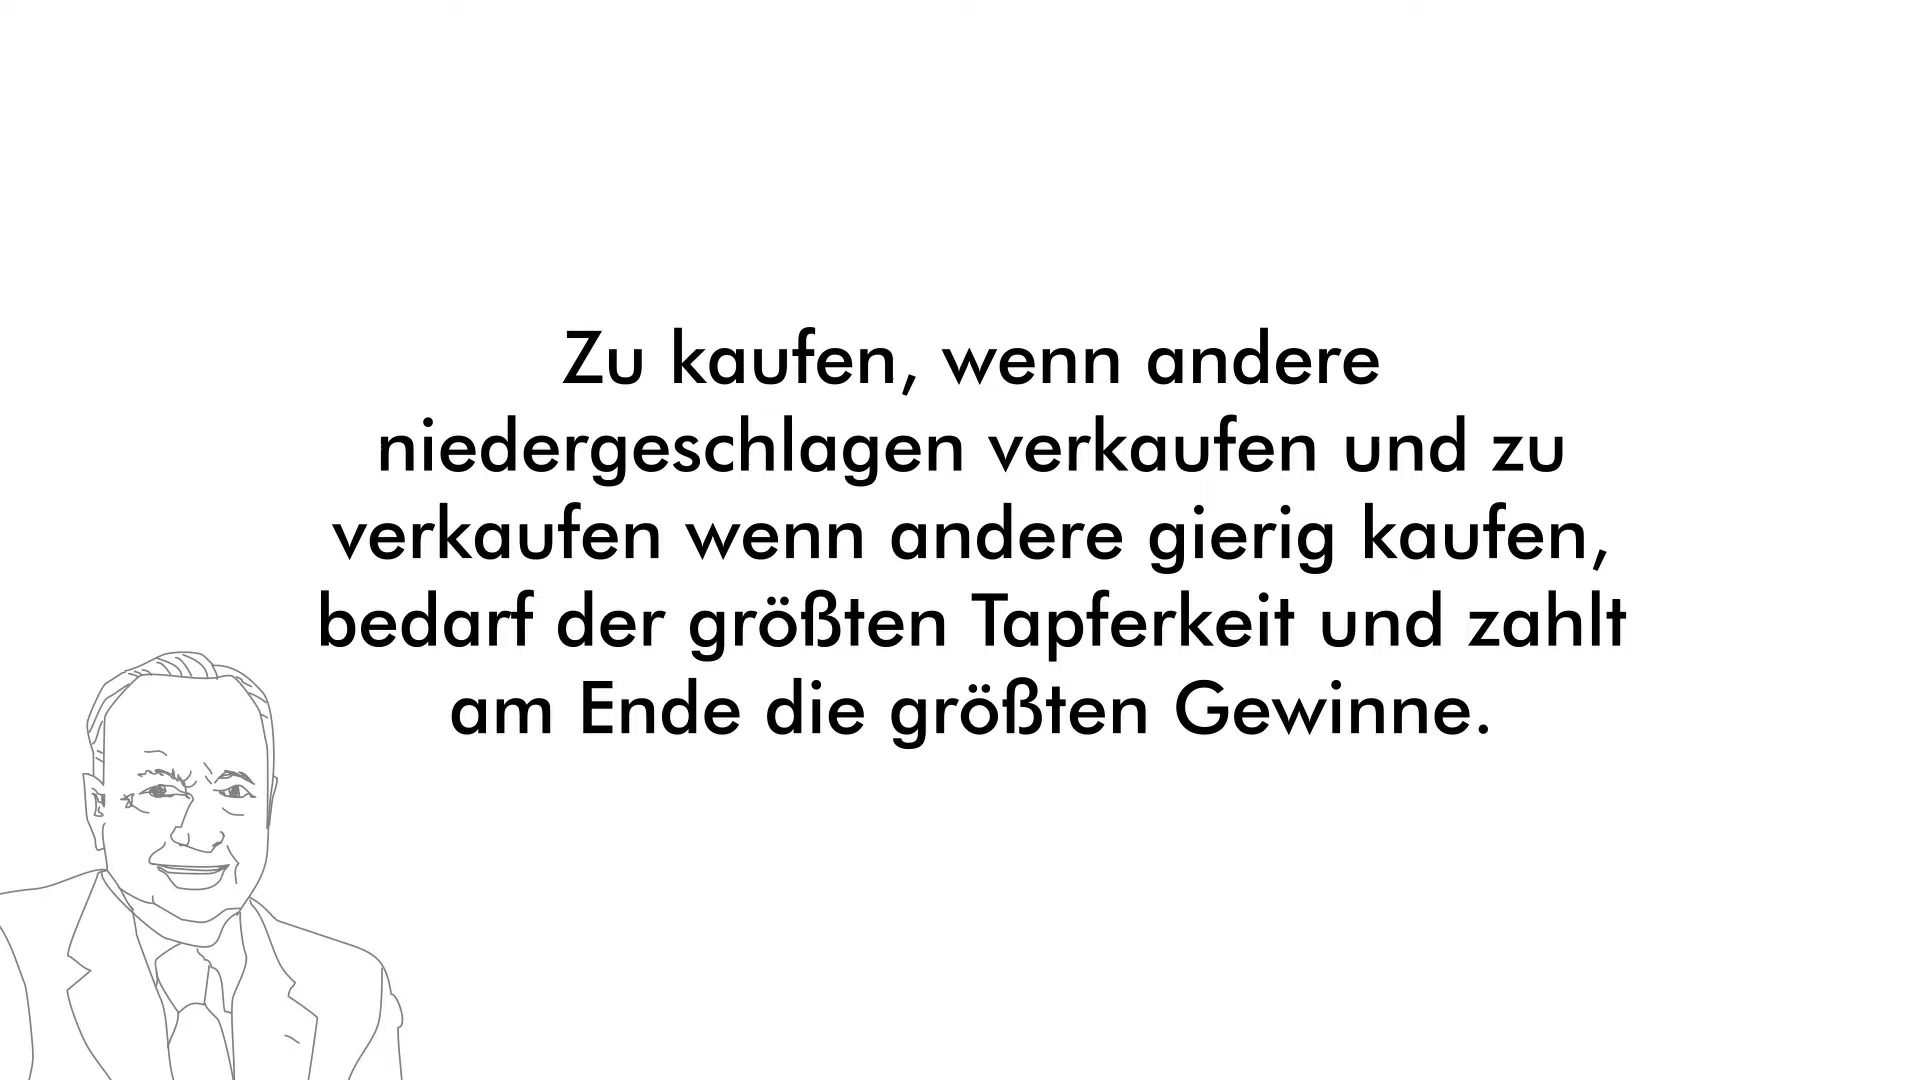 Zu kaufen, wenn andere
niedergeschlagen verkaufen und zu
verkaufen wenn andere gierig kaufen,
bedarf der größten Tapferkeit und zahlt
am Ende die größten Gewinne.